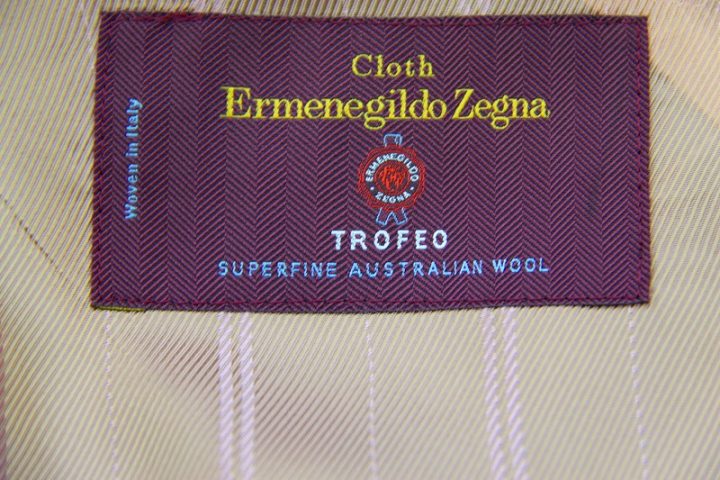 Cloth
Ermenegildo Zegna
Woven in Italy
ERMENEGILDO
ZEGNA
TROFEO
SUPERFINE AUSTRALIAN WOOL